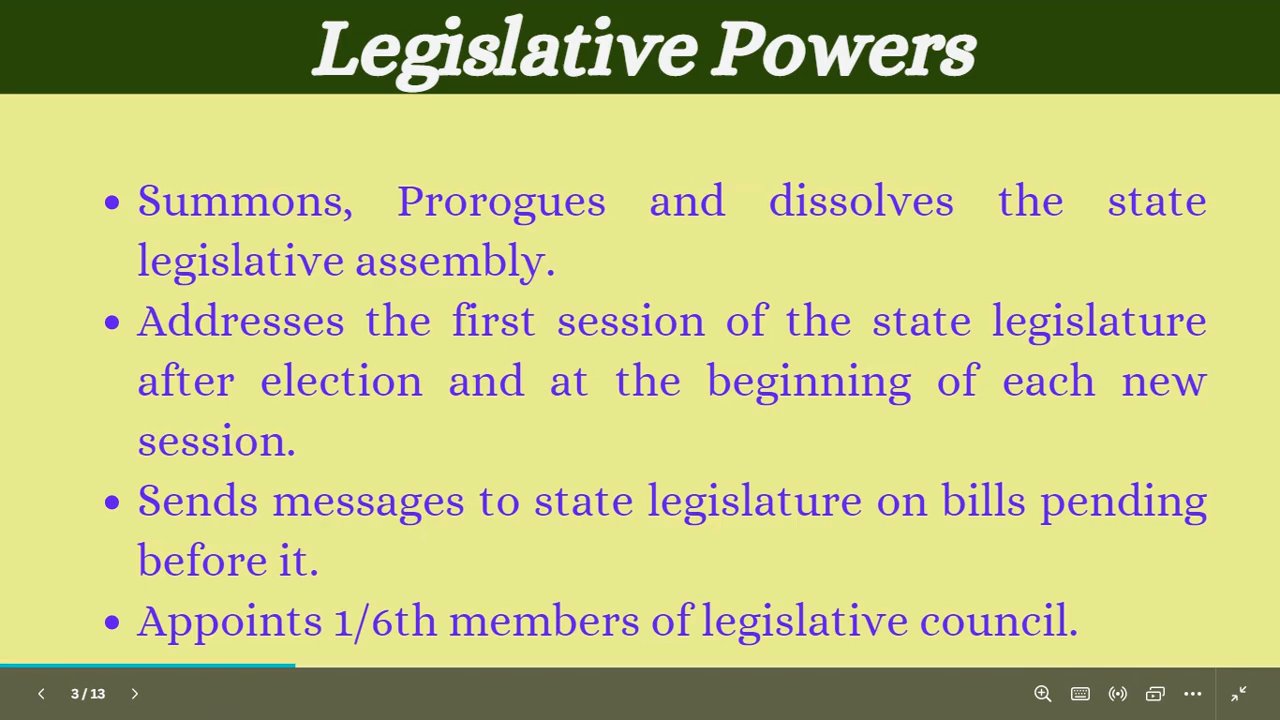 Legislative Powers
• Summons, Prorogues and dissolves the state
legislative assembly.
• Addresses the first session of the state legislature
after election and at the beginning of each new
session.
• Sends messages to state legislature on bills pending
before it.
• Appoints 1/6th members of legislative council.
3 / 13